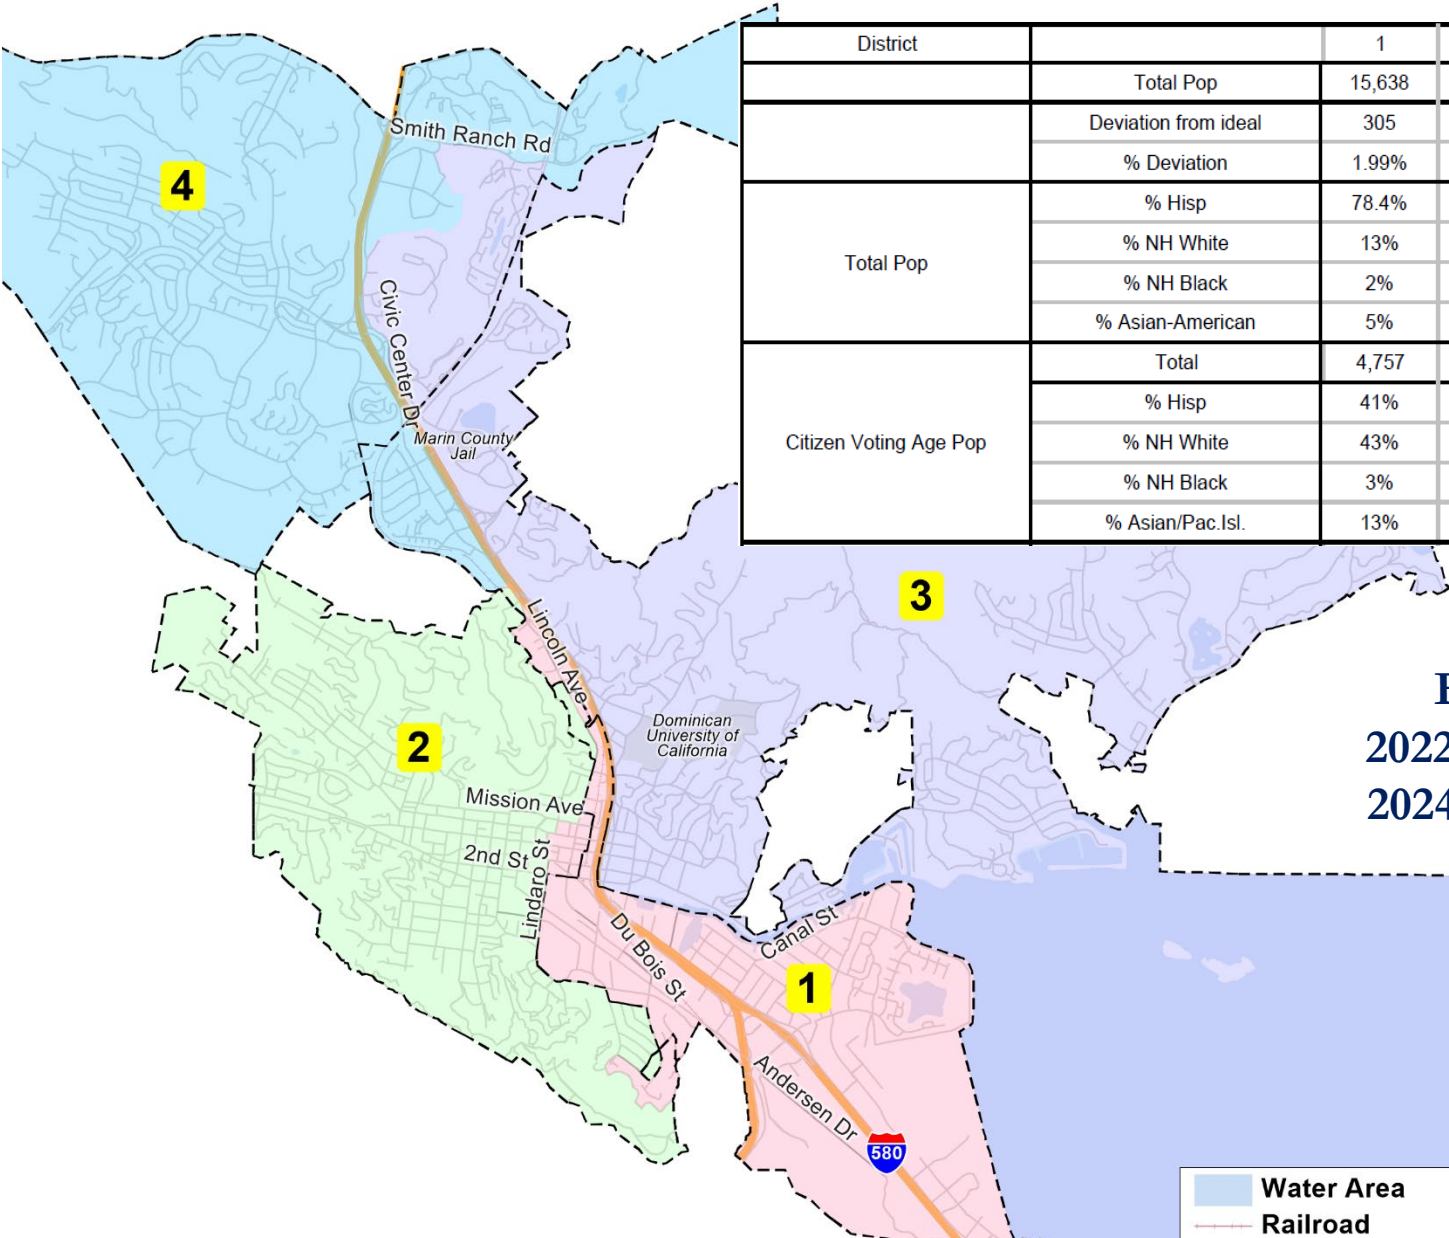 District 1
Total Pop 15,638
Deviation from ideal 305
% Deviation 1.99%
Total Pop
% Hisp 78.4%
% NH White 13%
% NH Black 2%
% Asian-American 5%
Citizen Voting Age Pop
Total 4,757
% Hisp 41%
% NH White 43%
% NH Black 3%
% Asian/Pac.Isl. 13%
Smith Ranch Rd
4
Civic Center Dr
Marin County
Jail
3
Lincoln Ave
2022
2024
Dominican
University of
California
2
Mission Ave
2nd St
Lindaro St
Du Bois St
Canal St
1
Andersen Dr
580
Water Area
Railroad